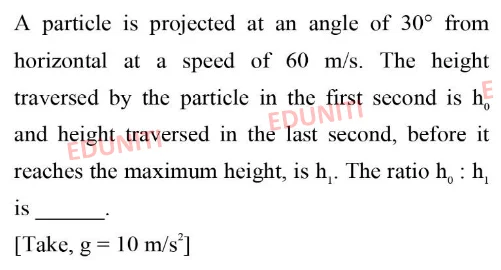 A particle is projected at an angle of 30° from
horizontal at a speed of 60 m/s. The height
traversed by the particle in the first second is h₀
and height traversed in the last second, before it
reaches the maximum height, is h₁. The ratio h₀ : h₁
is ______.
[Take, g = 10 m/s²]
EDUNITI
EDUNITI
E